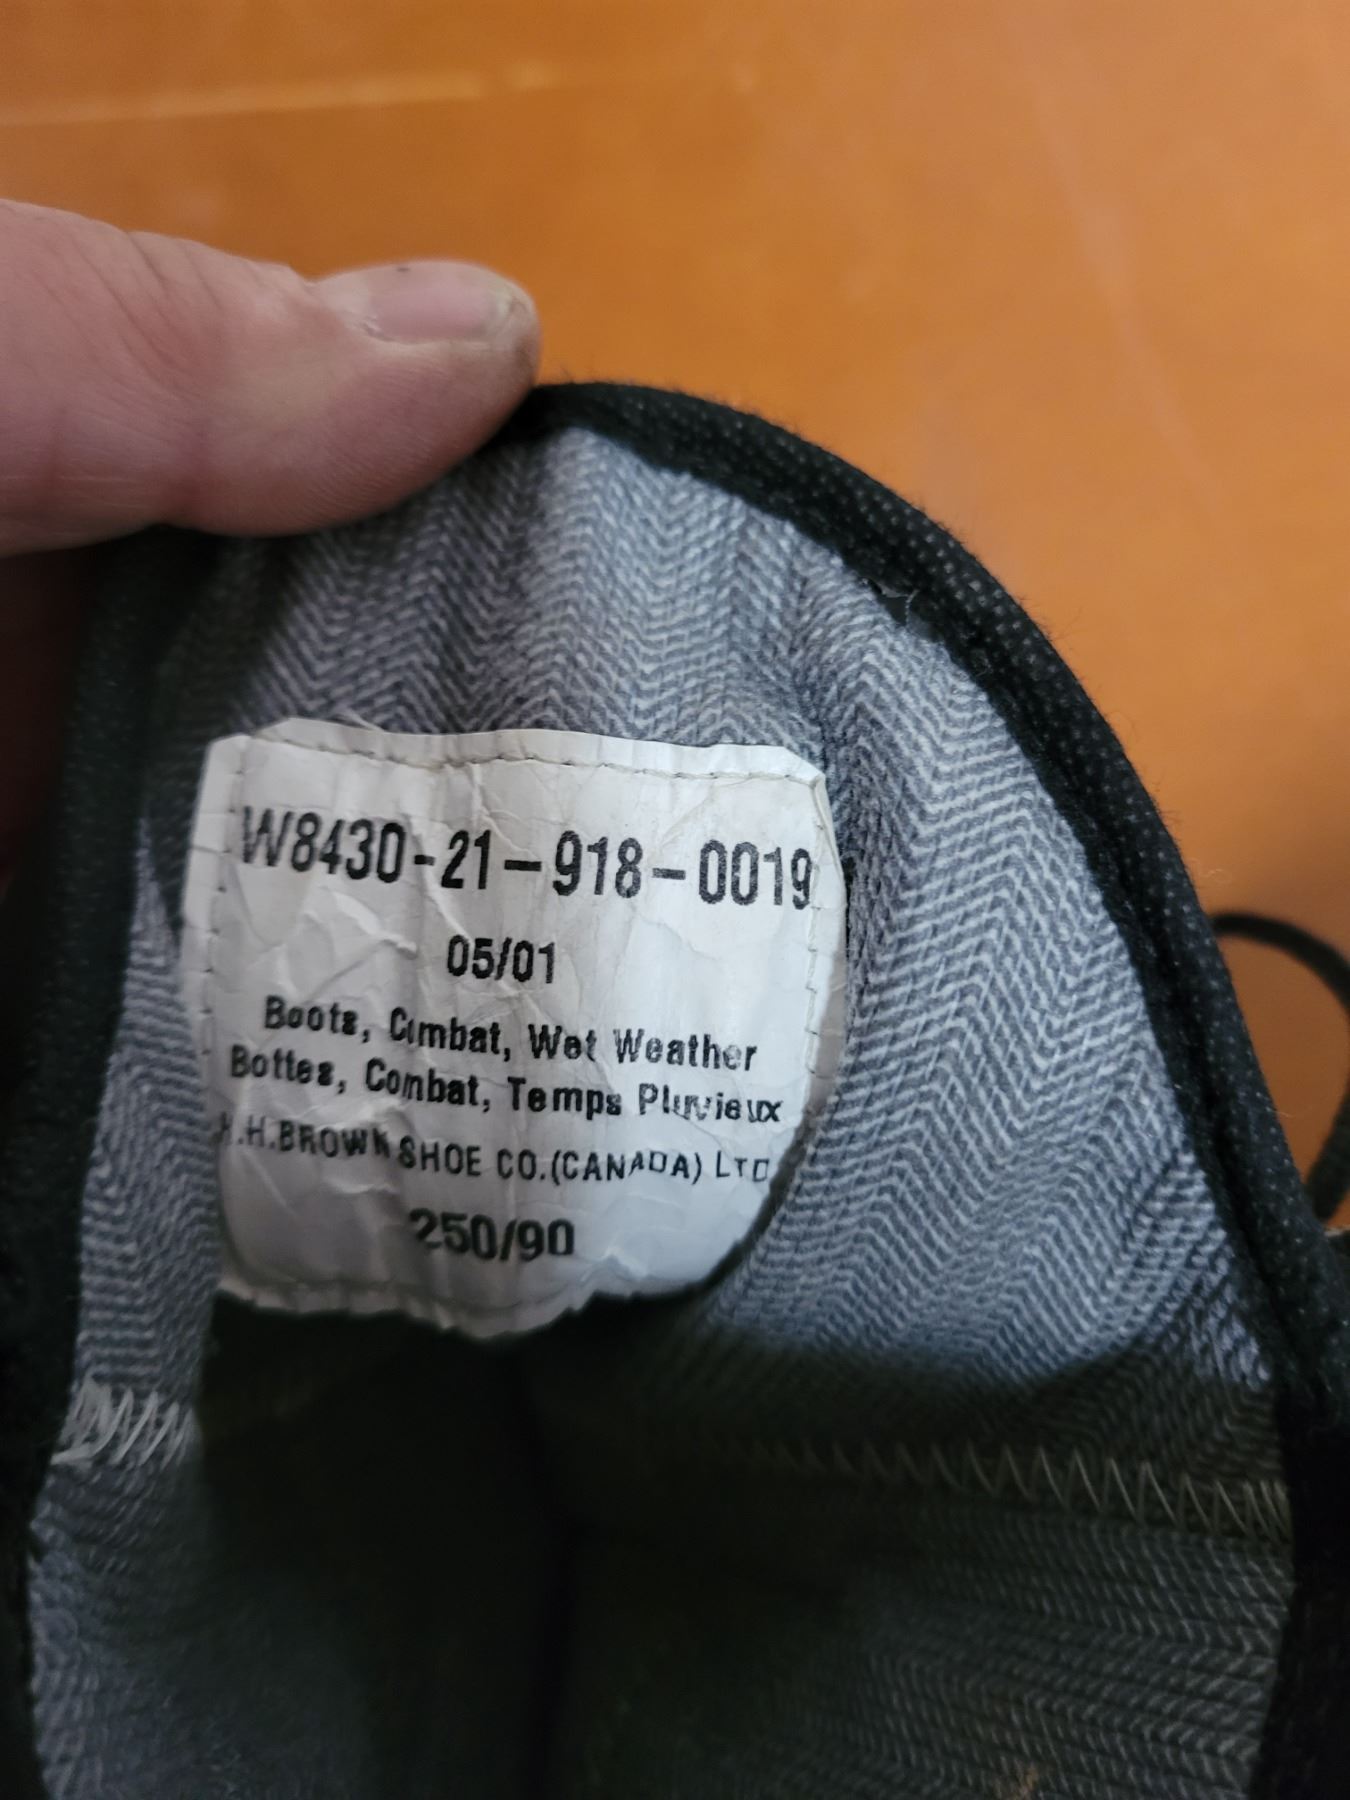 W8430-21-918-0019
05/01
Boots, Combat, Wet Weather
Bottes, Combat, Temps Pluvieux
H.H.BROWN SHOE CO.(CANADA) LTD
250/90